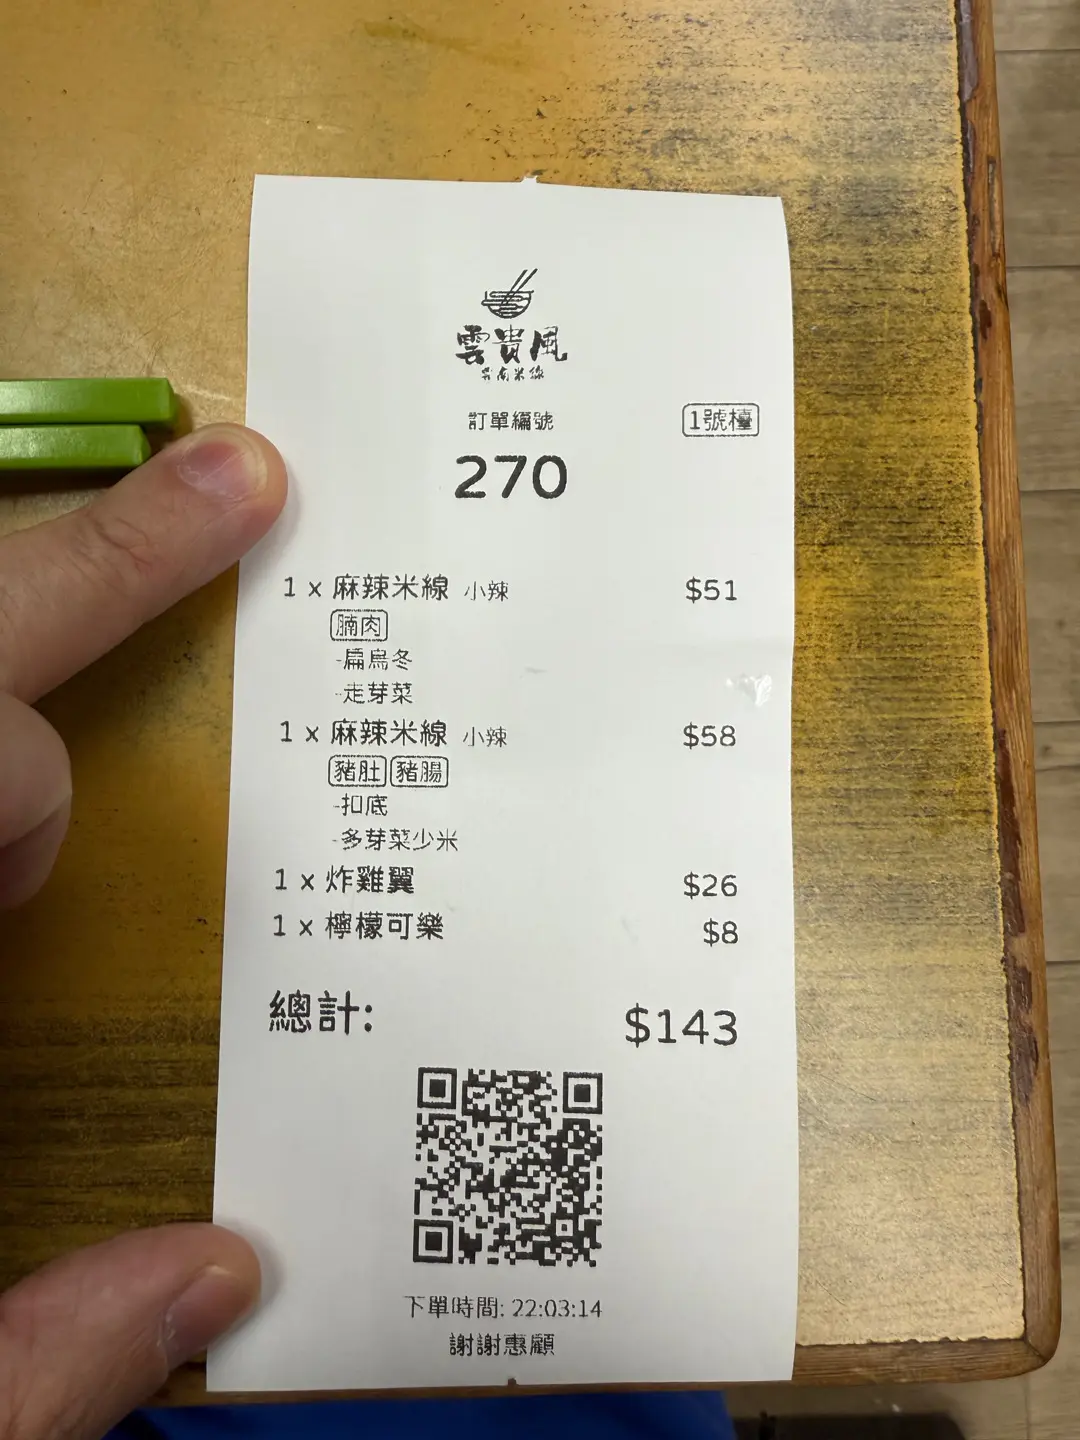 雲貴風
雲南米線
訂單編號 1號檯
270
1 x 麻辣米線 小辣 $51
腩肉
-扁烏冬
-走芽菜
1 x 麻辣米線 小辣 $58
豬肚 豬腸
-扣底
-多芽菜少米
1 x 炸雞翼 $26
1 x 檸檬可樂 $8
總計: $143
下單時間: 22:03:14
謝謝惠顧